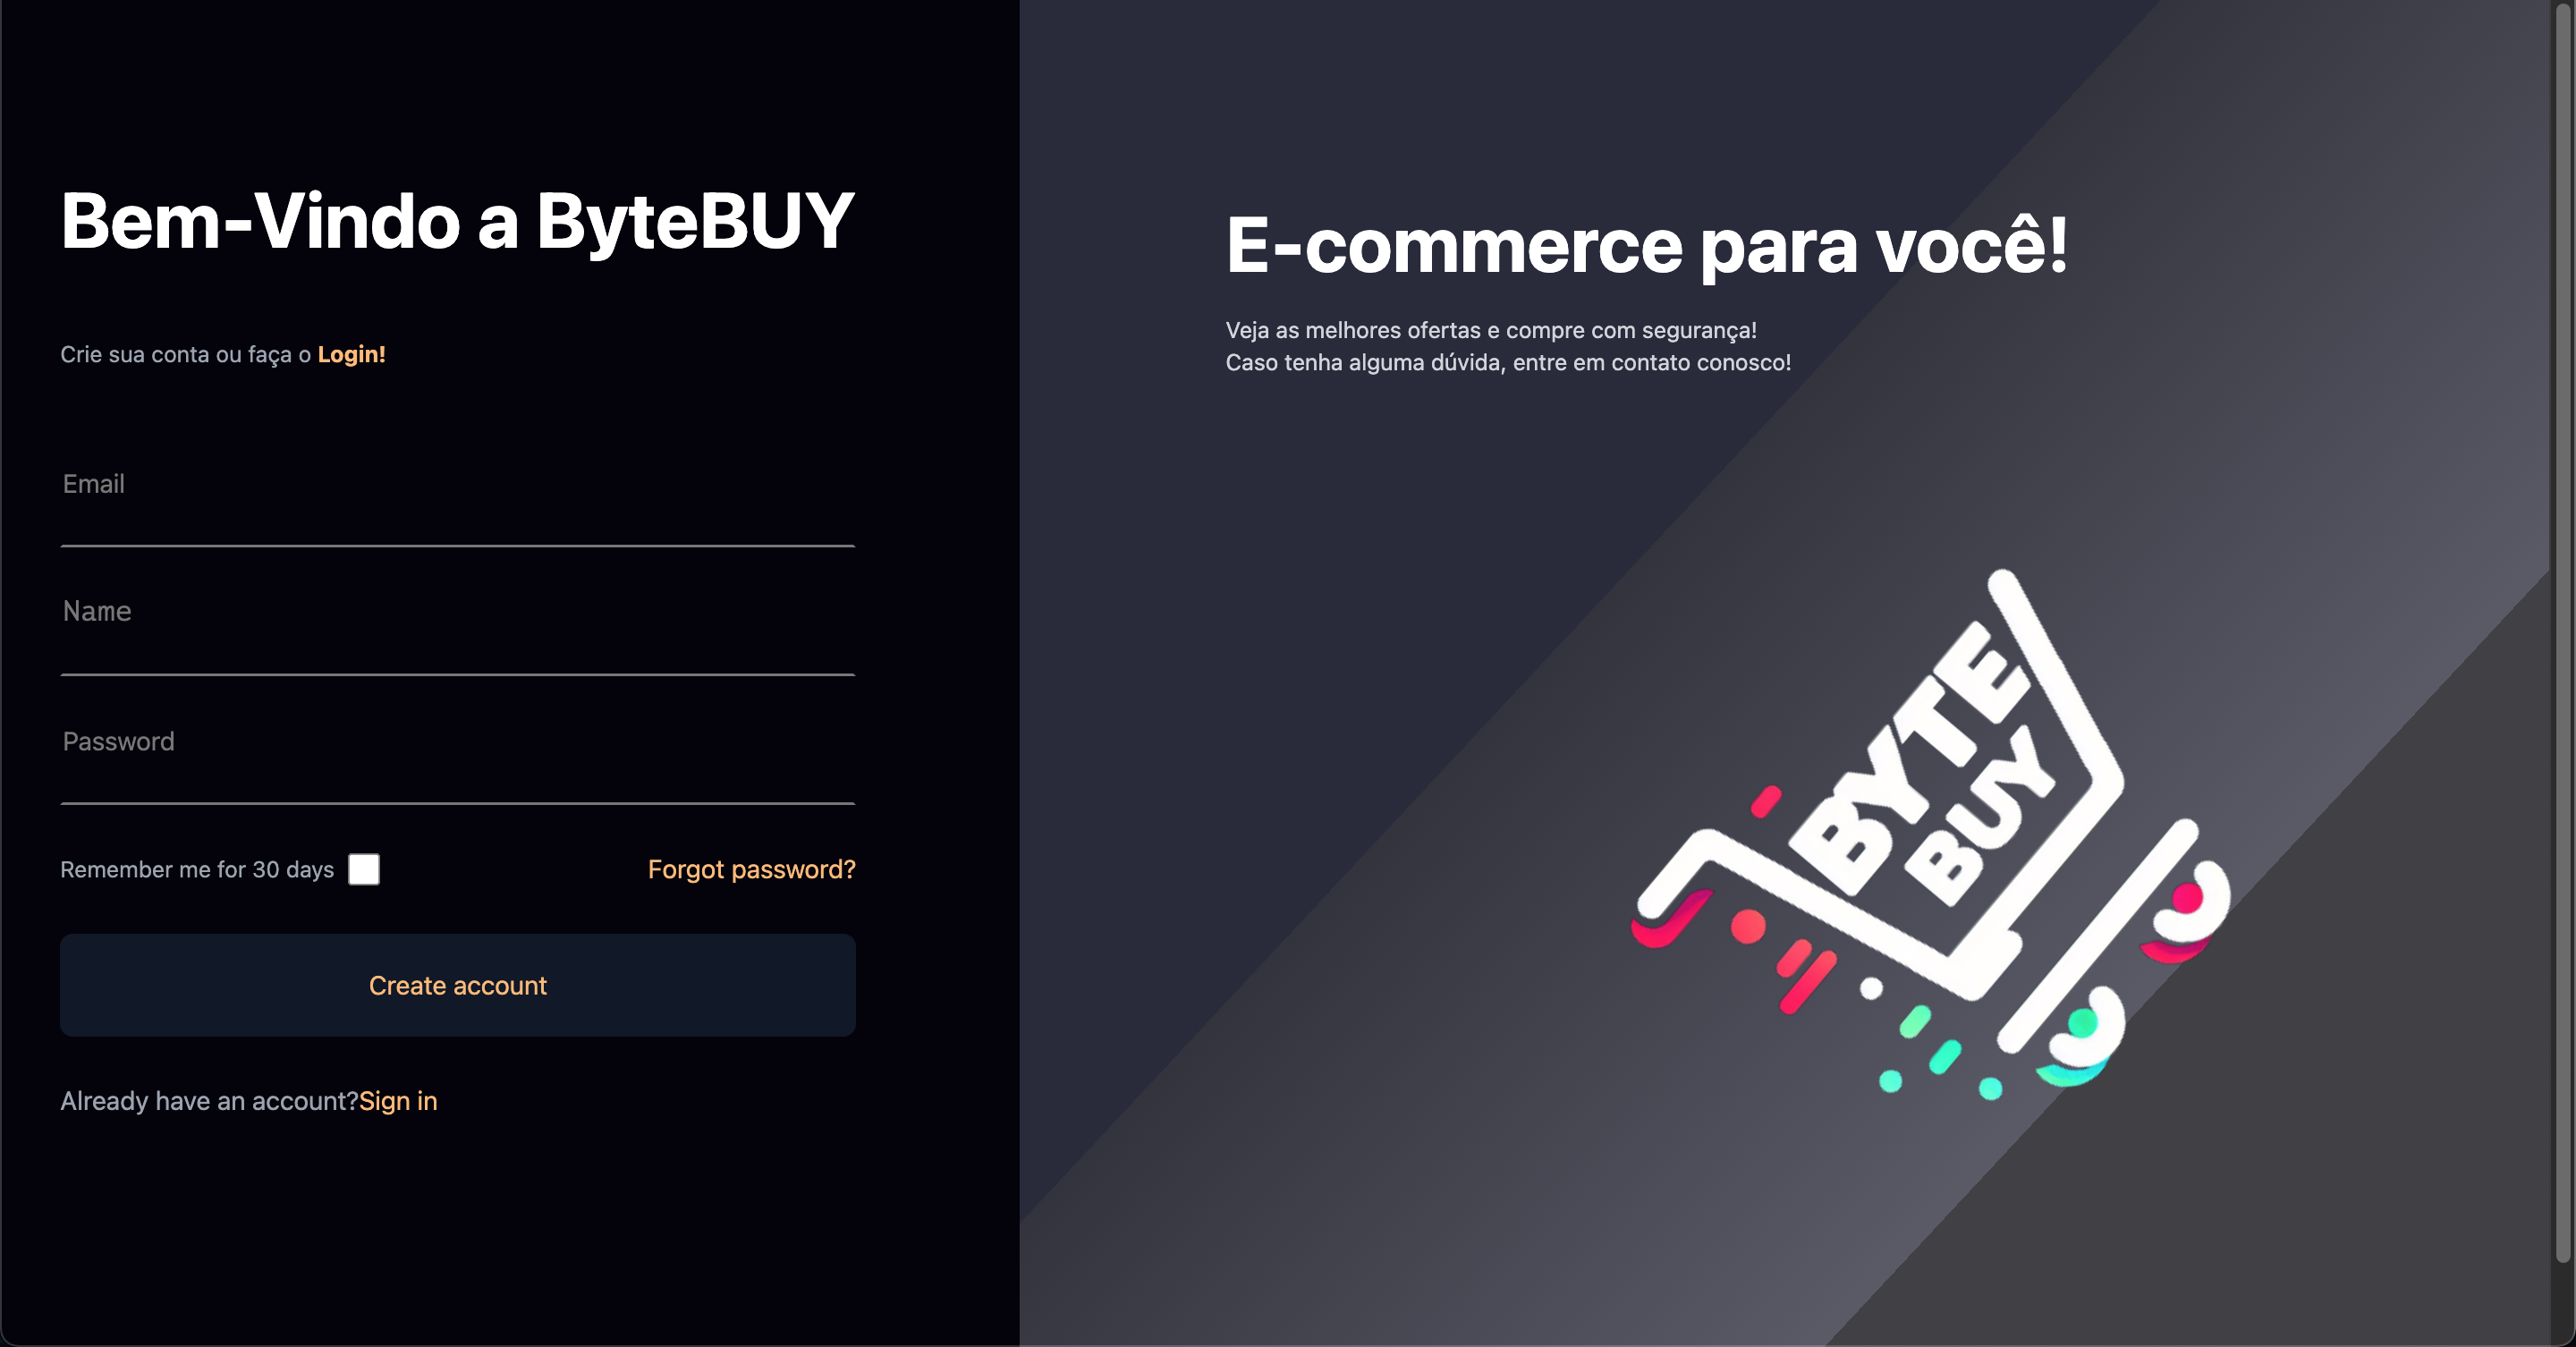 Bem-Vindo a ByteBUY
Crie sua conta ou faça o Login!
Email
Name
Password
Remember me for 30 days
Forgot password?
Create account
Already have an account?Sign in
E-commerce para você!
Veja as melhores ofertas e compre com segurança!
Caso tenha alguma dúvida, entre em contato conosco!
BYTE
BUY